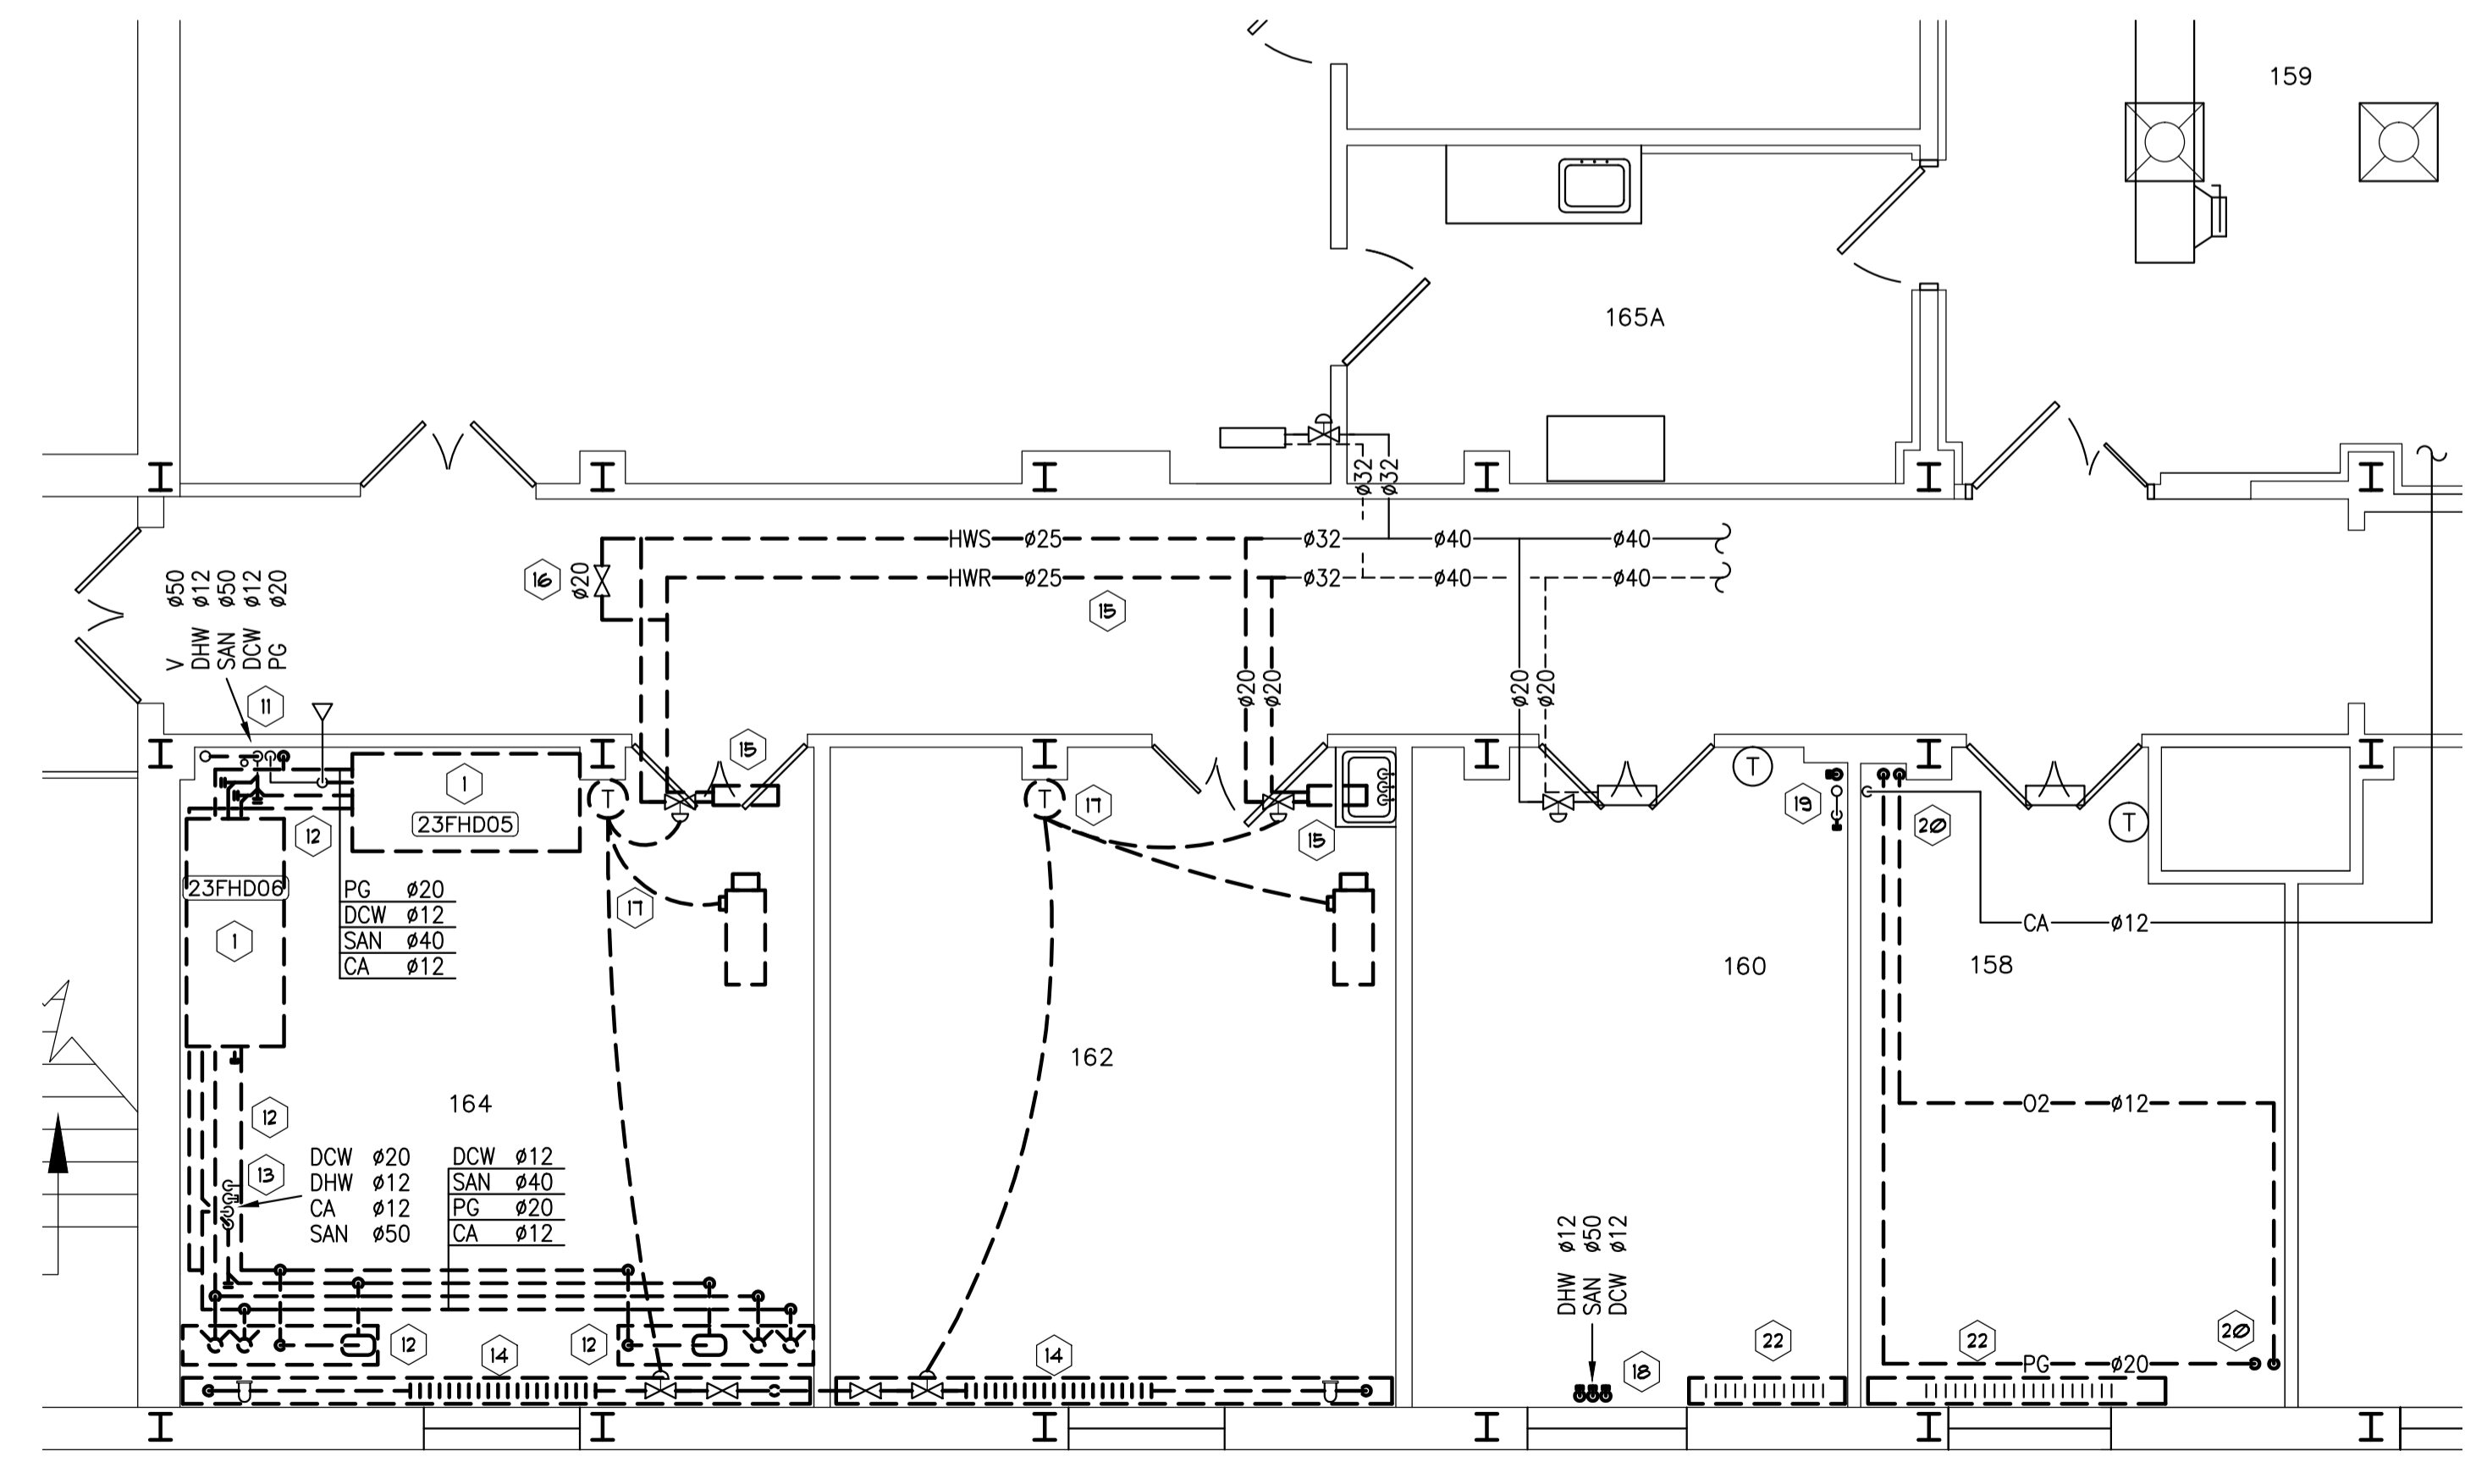 159
165A
ø32
ø32
HWS ø25 ø32 ø40 ø40
HWR ø25 ø32 ø40 ø40
16
ø20
15
V ø50
DHW ø12
SAN ø50
DCW ø12
PG ø20
11
ø20
ø20
ø20
ø20
15
T
T
T
T
1
23FHD05
12
17
15
19
20
23FHD06
1
17
PG ø20
DCW ø12
SAN ø40
CA ø12
CA ø12
160
158
162
164
12
O2 ø12
13
DCW ø20
DHW ø12
CA ø12
SAN ø50
DCW ø12
SAN ø40
PG ø20
CA ø12
DHW ø12
SAN ø50
DCW ø12
12
14
12
14
18
22
22
20
PG ø20